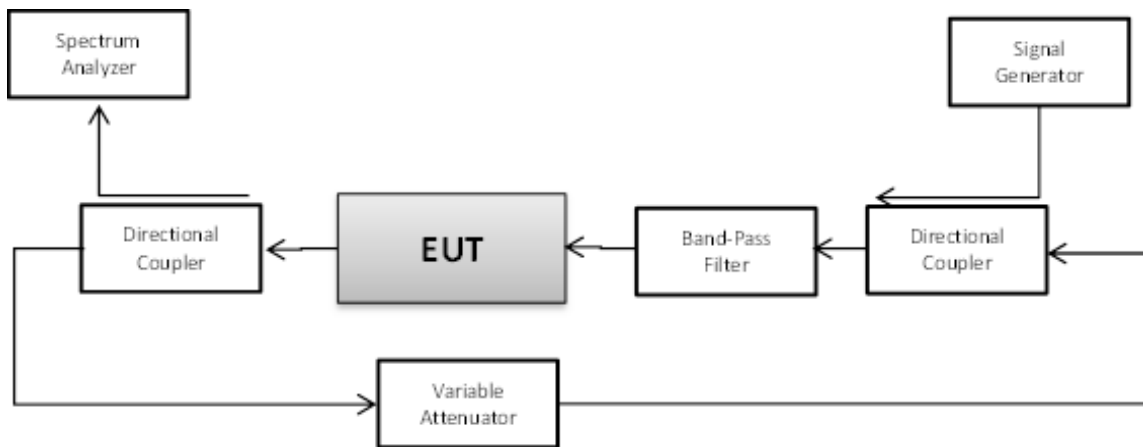 Spectrum
Analyzer
Signal
Generator
Directional
Coupler
EUT
Band-Pass
Filter
Directional
Coupler
Variable
Attenuator